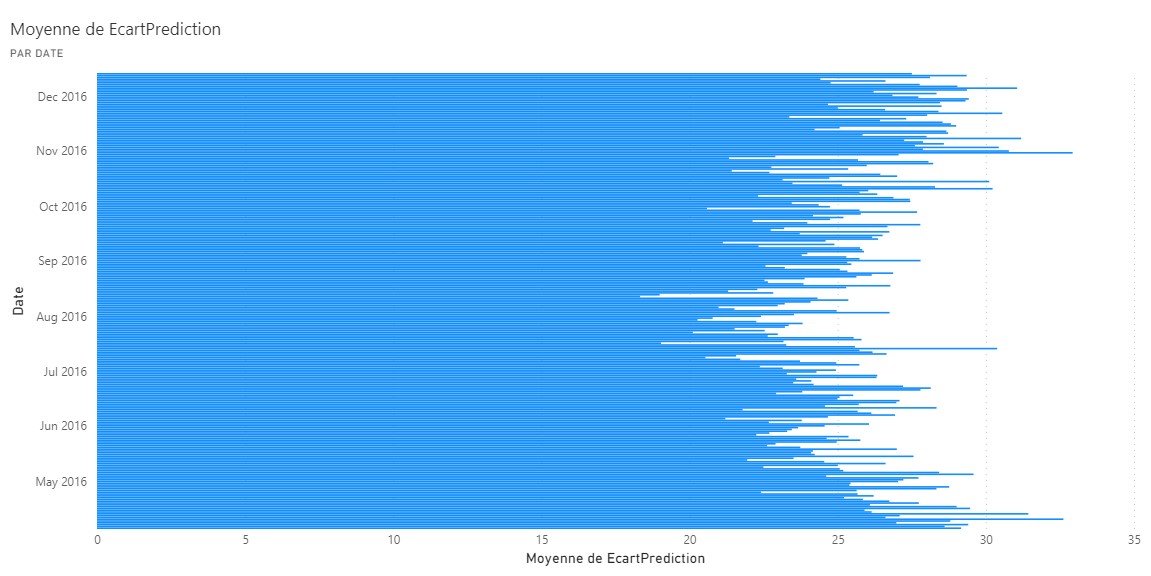 Moyenne de EcartPrediction
PAR DATE
Dec 2016
Nov 2016
Oct 2016
Sep 2016
Aug 2016
Jul 2016
Jun 2016
May 2016
Date
0 5 10 15 20 25 30 35
Moyenne de EcartPrediction